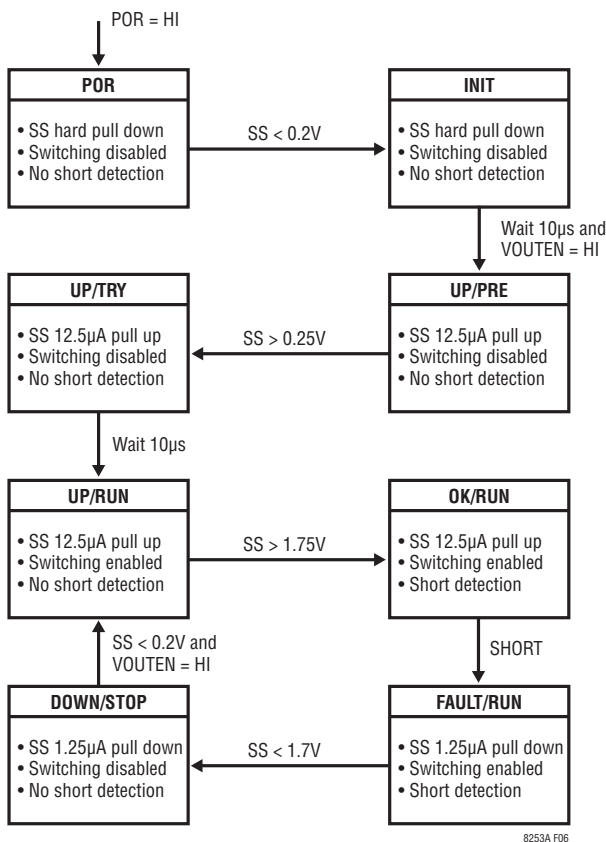 POR = HI
POR
• SS hard pull down
• Switching disabled
• No short detection
SS < 0.2V
INIT
• SS hard pull down
• Switching disabled
• No short detection
Wait 10µs and
VOUTEN = HI
UP/PRE
• SS 12.5µA pull up
• Switching disabled
• No short detection
SS > 0.25V
UP/TRY
• SS 12.5µA pull up
• Switching disabled
• No short detection
Wait 10µs
UP/RUN
• SS 12.5µA pull up
• Switching enabled
• No short detection
SS > 1.75V
OK/RUN
• SS 12.5µA pull up
• Switching enabled
• Short detection
SHORT
FAULT/RUN
• SS 1.25µA pull down
• Switching enabled
• Short detection
SS < 1.7V
DOWN/STOP
• SS 1.25µA pull down
• Switching disabled
• No short detection
SS < 0.2V and
VOUTEN = HI
8253A F06